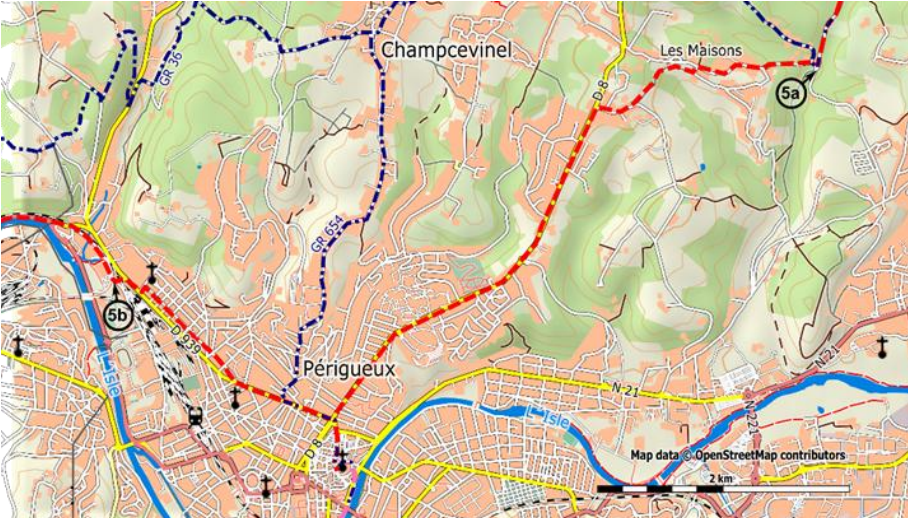 Champcevinel
Les Maisons
GR 36
D 8
5a
GR 654
5b
D 939
L'Isle
Périgueux
N 21
N 21
N 221
L'Isle
D 8
Map data © OpenStreetMap contributors
2 km